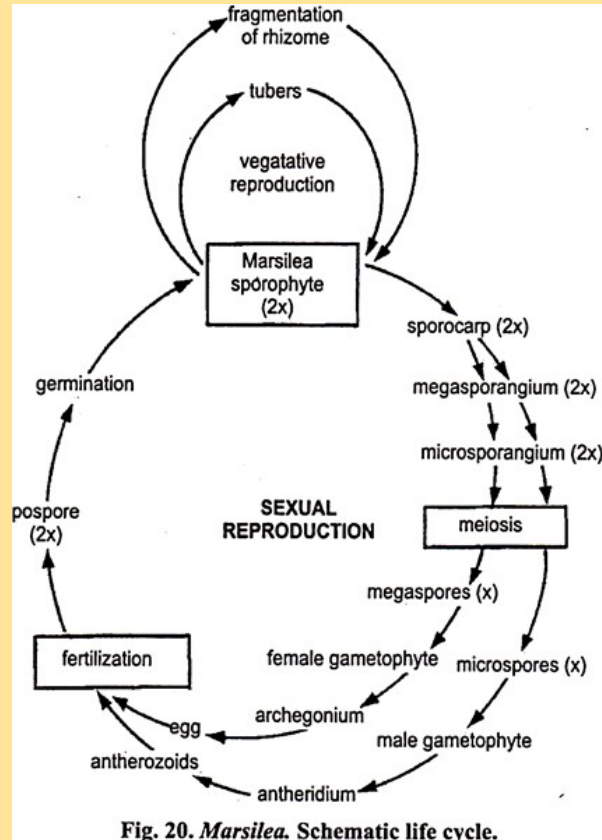 fragmentation
of rhizome
tubers
vegatative
reproduction
Marsilea
sporophyte
(2x)
sporocarp (2x)
germination
megasporangium (2x)
microsporangium (2x)
pospore
(2x)
SEXUAL
REPRODUCTION
meiosis
megaspores (x)
fertilization
female gametophyte
microspores (x)
egg
archegonium
male gametophyte
antherozoids
antheridium
Fig. 20. Marsilea. Schematic life cycle.